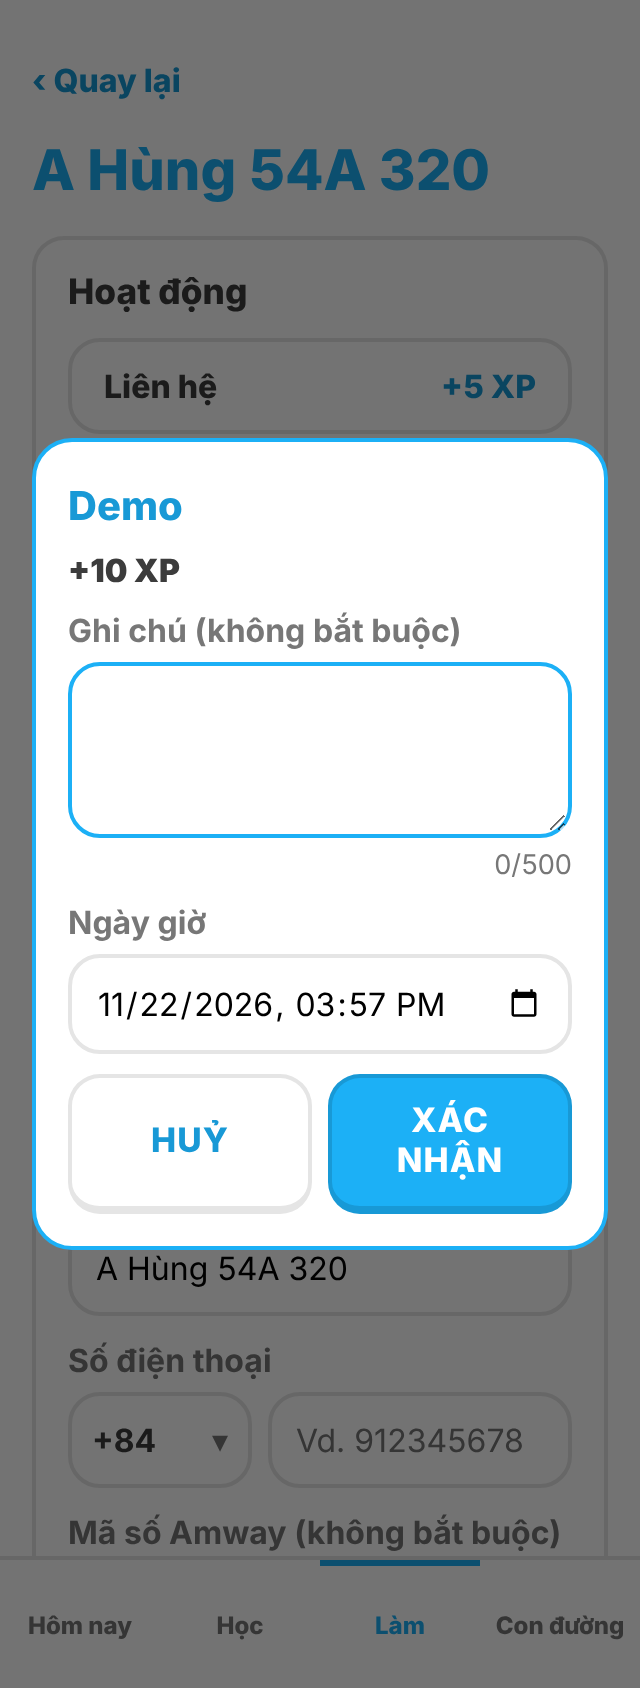 ‹ Quay lại
A Hùng 54A 320
Hoạt động
Liên hệ +5 XP
Demo
+10 XP
Ghi chú (không bắt buộc)
0/500
Ngày giờ
11/22/2026, 03:57 PM
HUỶ
XÁC
NHẬN
A Hùng 54A 320
Số điện thoại
+84 ▾ Vd. 912345678
Mã số Amway (không bắt buộc)
Hôm nay Học Làm Con đường